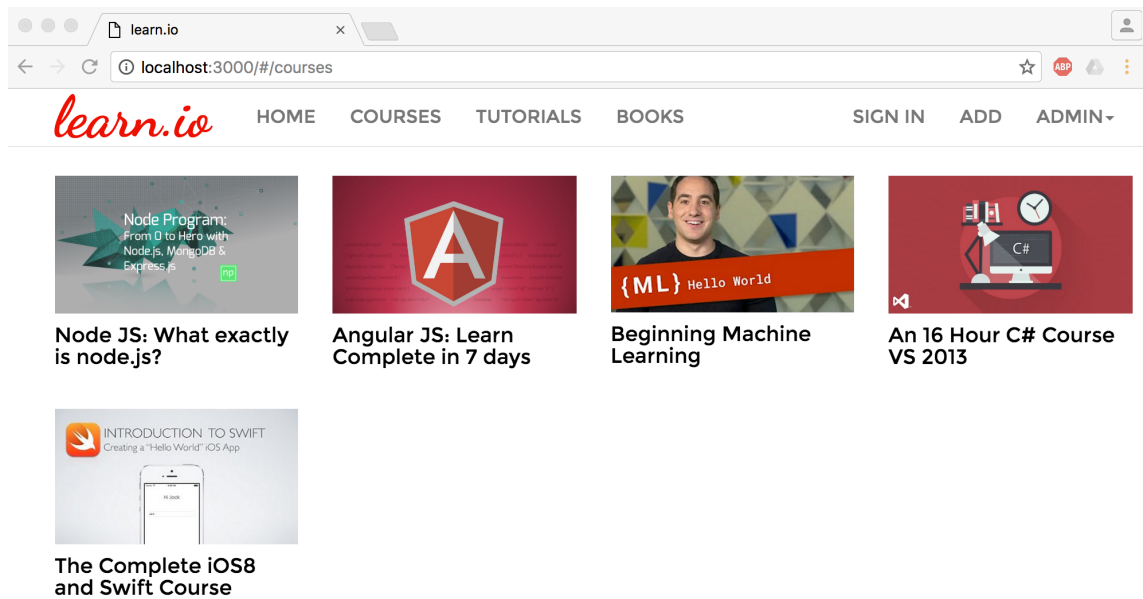 learn.io
localhost:3000/#/courses
ABP
learn.io HOME COURSES TUTORIALS BOOKS SIGN IN ADD ADMIN
Node Program:
From 0 to Hero with
Node.js, MongoDB &
Express.js
np
Node JS: What exactly
is node.js?
A
Angular JS: Learn
Complete in 7 days
{ML} Hello World
Beginning Machine
Learning
C#
An 16 Hour C# Course
VS 2013
INTRODUCTION TO SWIFT
Creating a "Hello World" iOS App
The Complete iOS8
and Swift Course